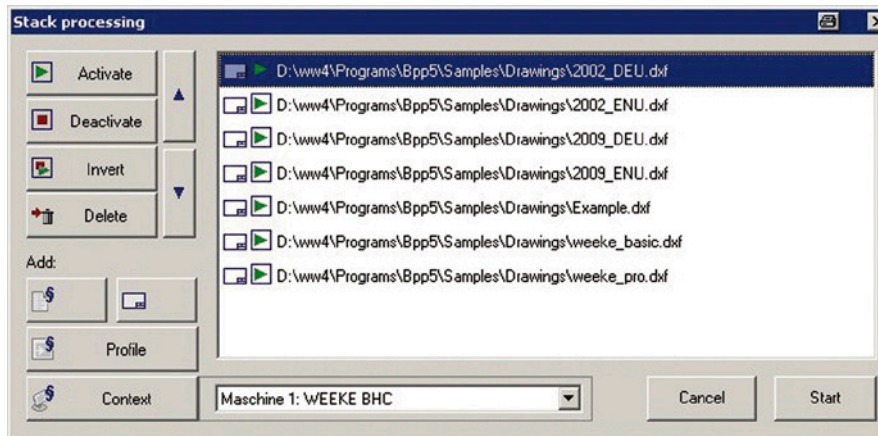 Stack processing
Activate
Deactivate
Invert
Delete
Add:
Profile
Context
D:\ww4\Programs\Bpp5\Samples\Drawings\2002_DEU.dxf
D:\ww4\Programs\Bpp5\Samples\Drawings\2002_ENU.dxf
D:\ww4\Programs\Bpp5\Samples\Drawings\2009_DEU.dxf
D:\ww4\Programs\Bpp5\Samples\Drawings\2009_ENU.dxf
D:\ww4\Programs\Bpp5\Samples\Drawings\Example.dxf
D:\ww4\Programs\Bpp5\Samples\Drawings\weeke_basic.dxf
D:\ww4\Programs\Bpp5\Samples\Drawings\weeke_pro.dxf
Maschine 1: WEEKE BHC
Cancel
Start